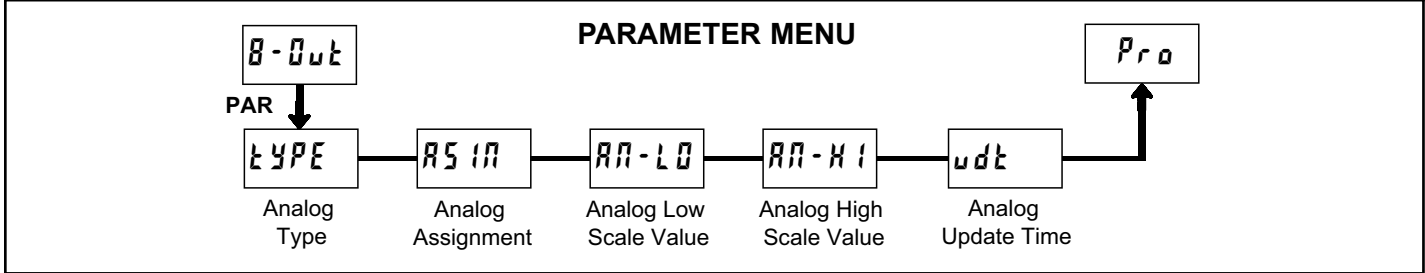 PARAMETER MENU
8-Out
Pro
PAR
tYPE
ASIN
AN-LO
AN-HI
udt
Analog
Type
Analog
Assignment
Analog Low
Scale Value
Analog High
Scale Value
Analog
Update Time